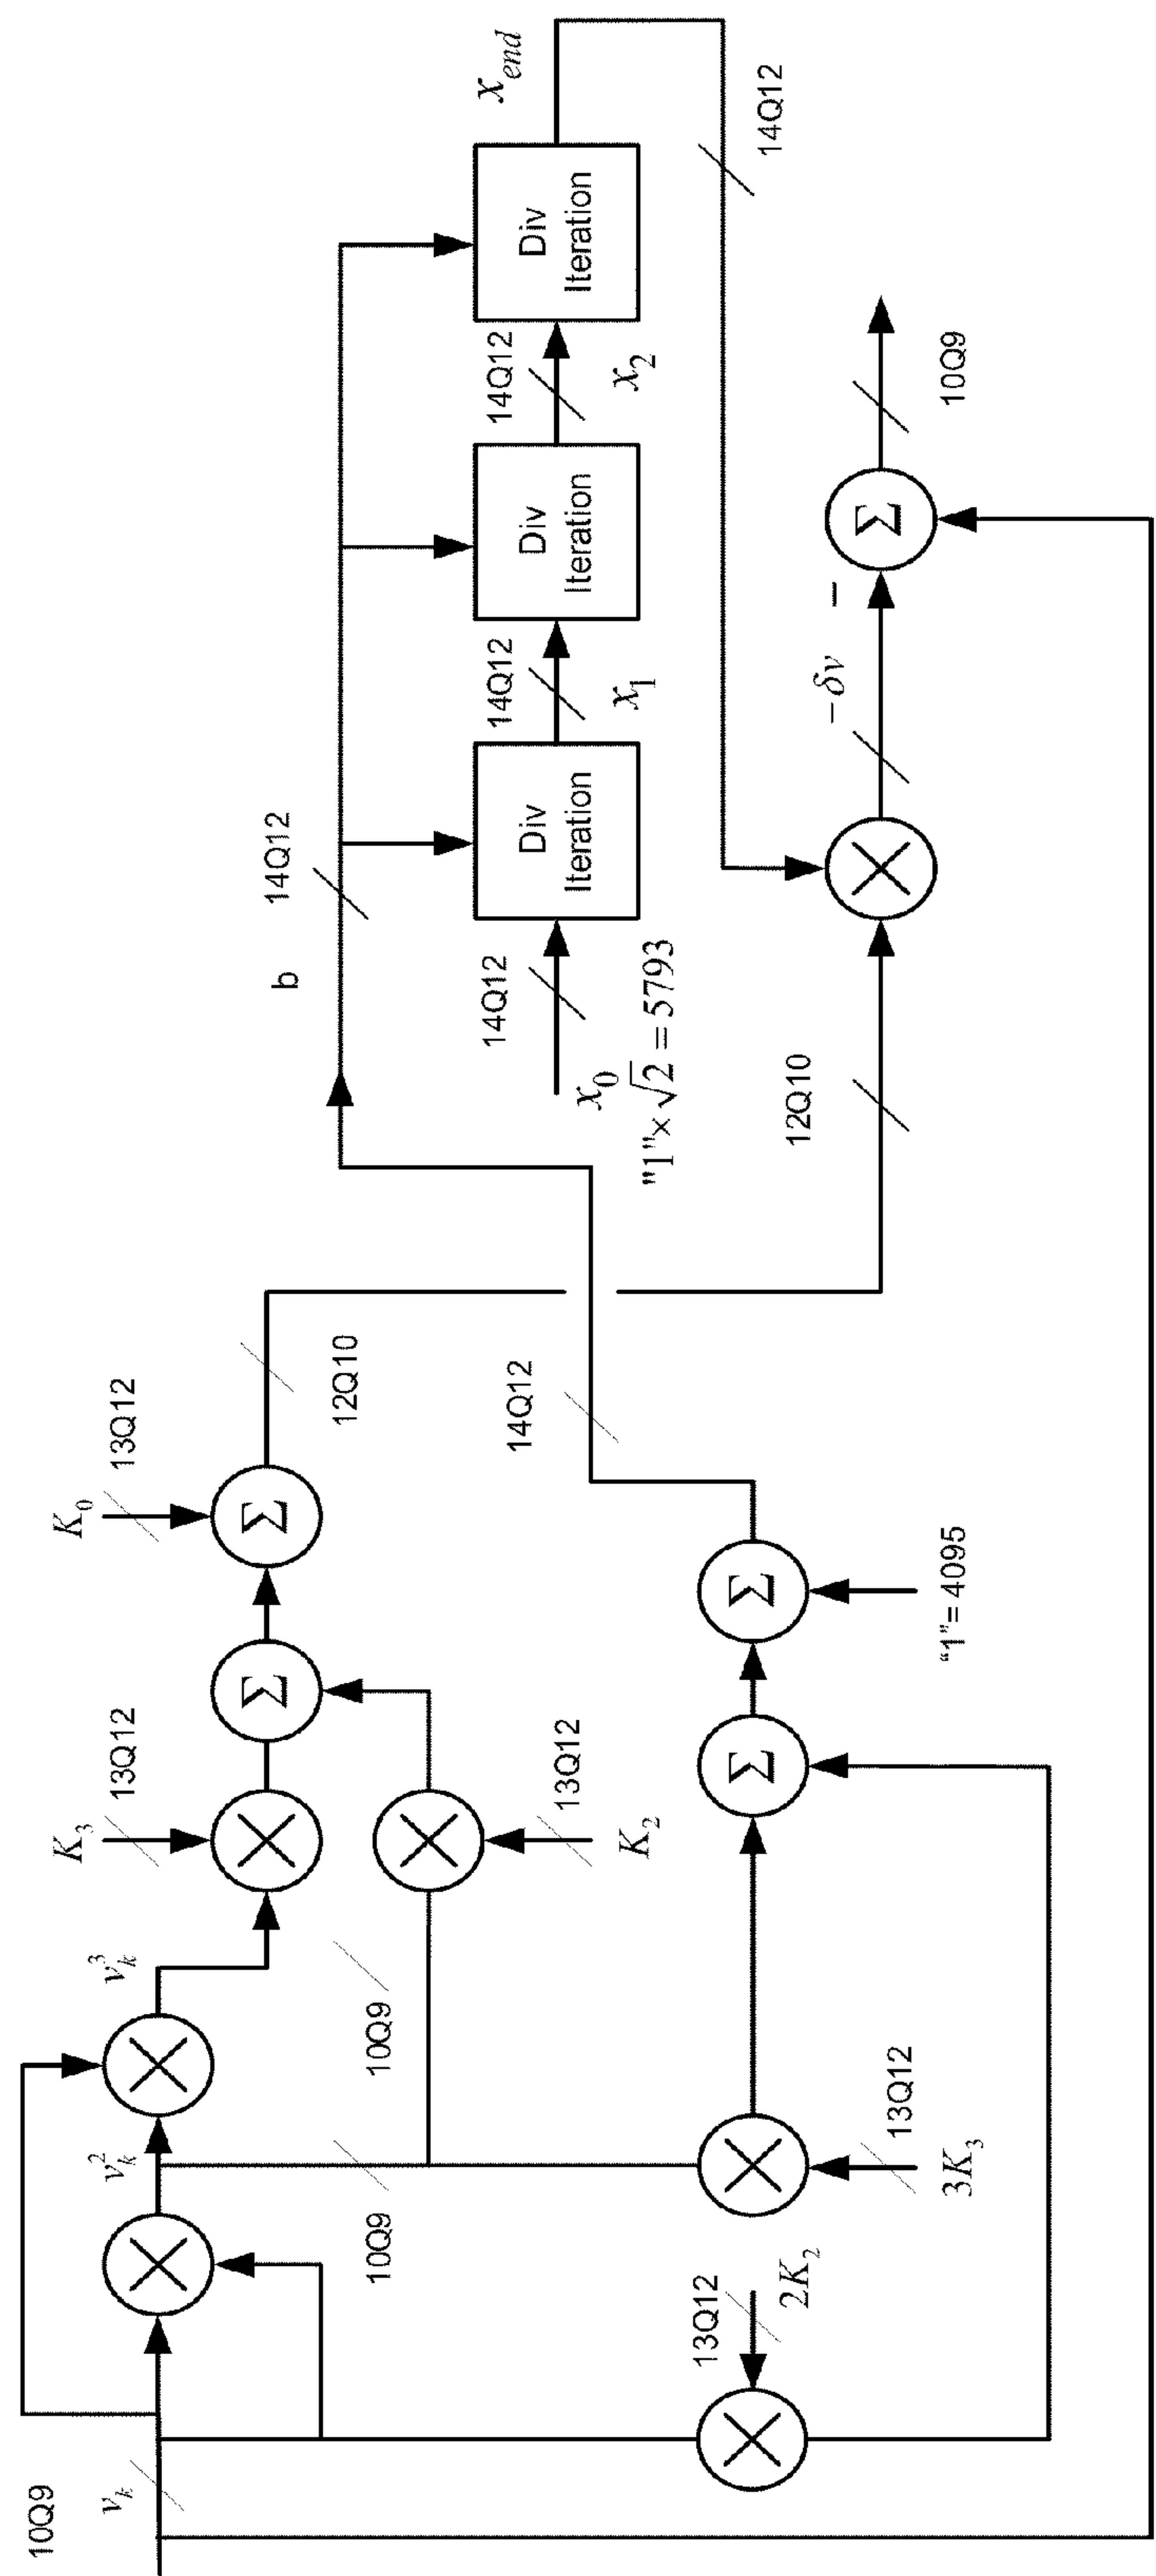 10Q9
v_k
v_k^2
v_k^3
K_3
13Q12
K_0
13Q12
Σ
Σ
12Q10
10Q9
10Q9
13Q12
K_2
13Q12
2K_2
13Q12
3K_3
Σ
Σ
"1"= 4095
14Q12
b
14Q12
14Q12
x_0
"1"×√2 = 5793
Div
Iteration
14Q12
x_1
Div
Iteration
14Q12
x_2
Div
Iteration
x_end
14Q12
12Q10
−δv
−
Σ
10Q9